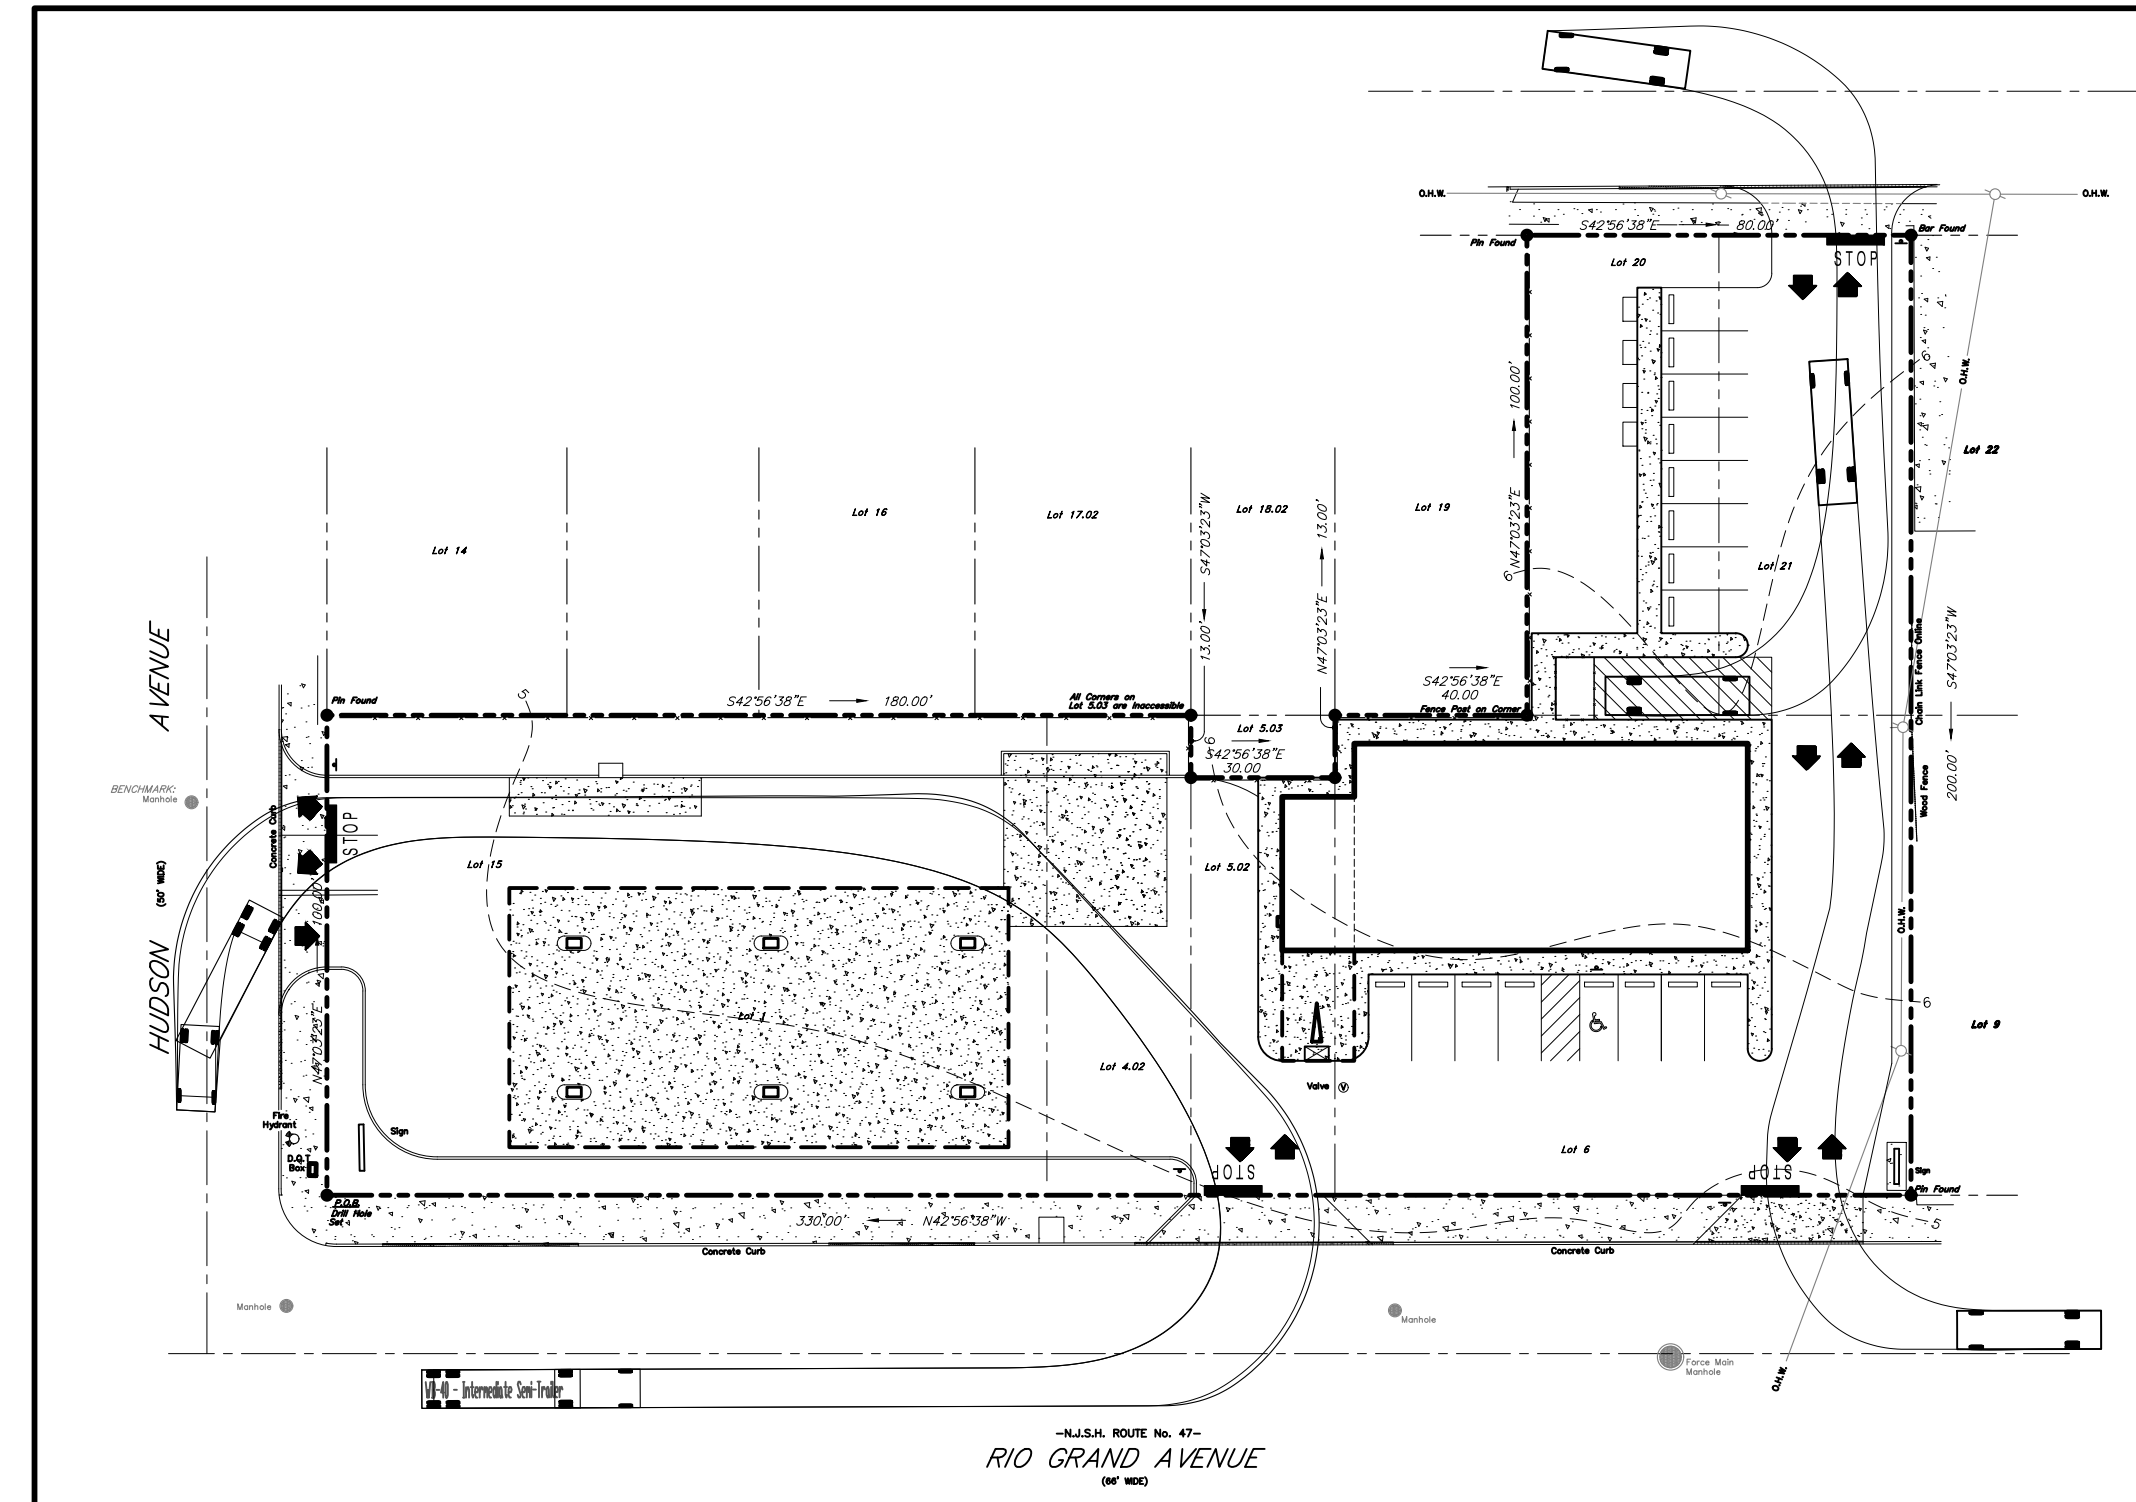 O.H.W.
O.H.W.
S42°56'38"E
80.00'
Bar Found
Pin Found
STOP
Lot 20
6
O.H.W.
N47°03'23"E
100.00'
Lot 22
Lot 14
Lot 16
Lot 17.02
Lot 18.02
Lot 19
S47°03'23"W
13.00'
N47°03'23"E
13.00'
Lot 21
6
HUDSON AVENUE
(50' WIDE)
Chain Link Fence Online
S47°03'23"W
200.00'
Pin Found
S42°56'38"E
180.00'
5
All Corners on
Lot 5.03 are Inaccessible
S42°56'38"E
40.00
Fence Post on Corner
Lot 5.03
6
S42°56'38"E
30.00
BENCHMARK:
Manhole
Concrete Curb
STOP
Wood Fence
Lot 15
Lot 5.02
100.00'
N47°03'23"E
O.H.W.
Lot 1
6
Lot 9
Lot 4.02
Valve
V
Fire
Hydrant
Sign
D.O.T.
Box
Lot 6
STOP
STOP
Sign
Pin Found
P.O.B.
Drill Hole
Set
330.00'
N42°56'38"W
5
Concrete Curb
Concrete Curb
Manhole
Manhole
Force Main
Manhole
O.H.W.
WB-40 - Intermediate Semi-Trailer
-N.J.S.H. ROUTE No. 47-
RIO GRAND AVENUE
(66' WIDE)